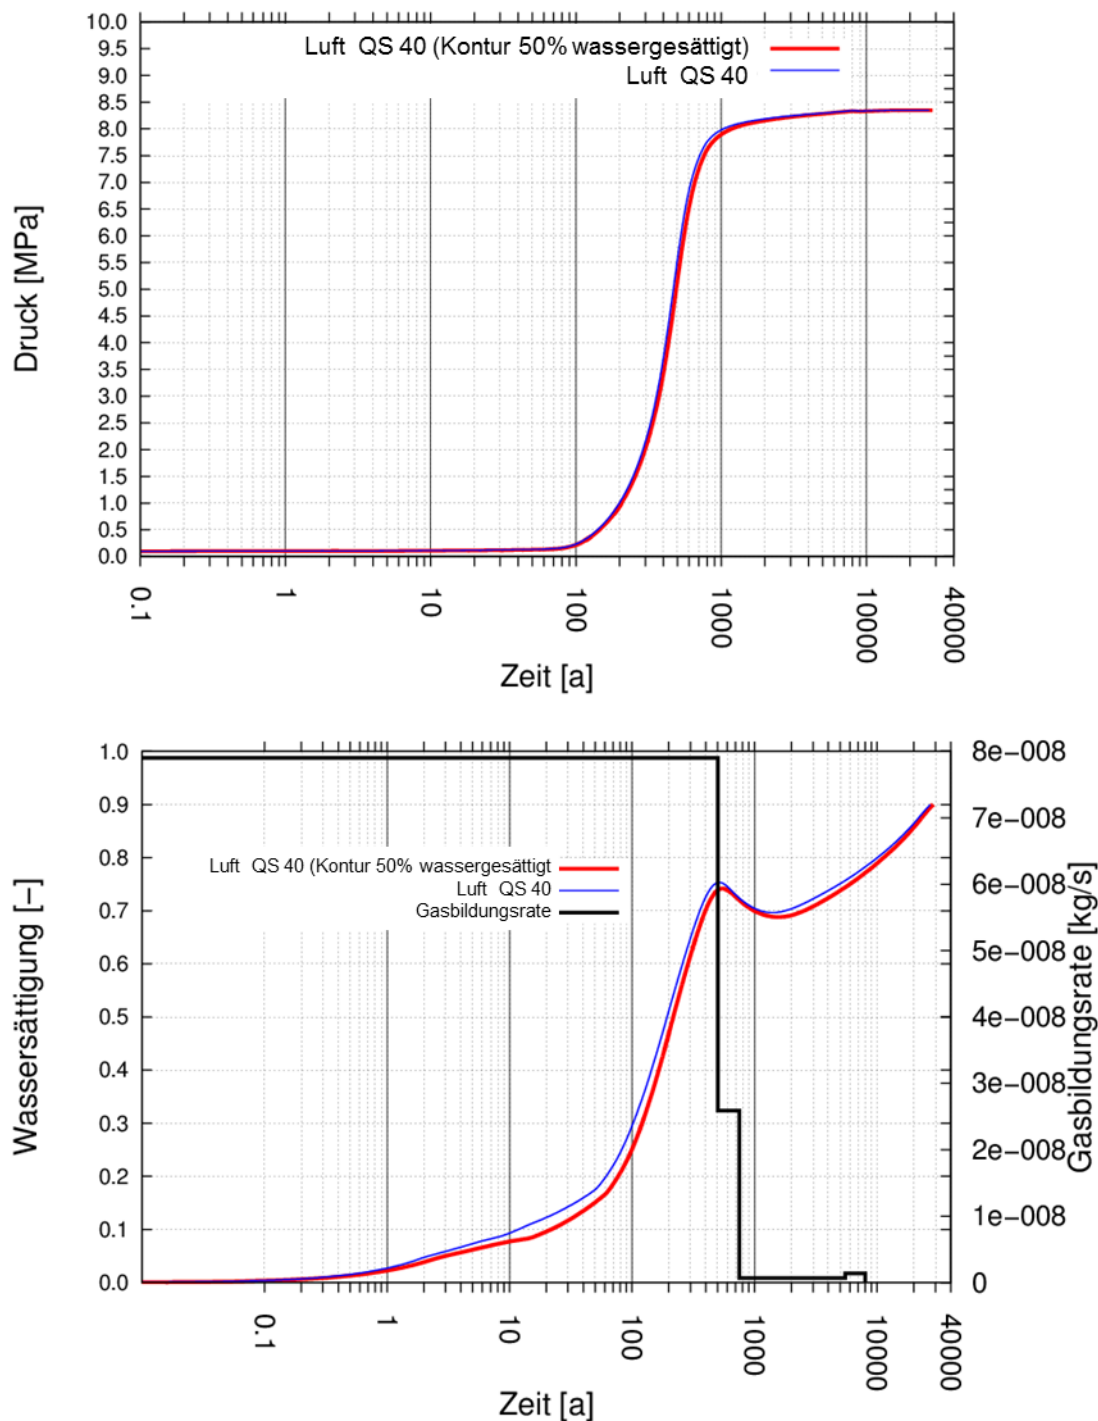 10.0
9.5
9.0
8.5
8.0
7.5
7.0
6.5
6.0
5.5
5.0
4.5
4.0
3.5
3.0
2.5
2.0
1.5
1.0
0.5
0.0
Druck [MPa]
Luft QS 40 (Kontur 50% wassergesättigt)
Luft QS 40
0.1 1 10 100 1000 10000 40000
Zeit [a]
1.0
0.9
0.8
0.7
0.6
0.5
0.4
0.3
0.2
0.1
0.0
Wassersättigung [−]
Luft QS 40 (Kontur 50% wassergesättigt
Luft QS 40
Gasbildungsrate
8e−008
7e−008
6e−008
5e−008
4e−008
3e−008
2e−008
1e−008
0
Gasbildungsrate [kg/s]
0.1 1 10 100 1000 10000 40000
Zeit [a]